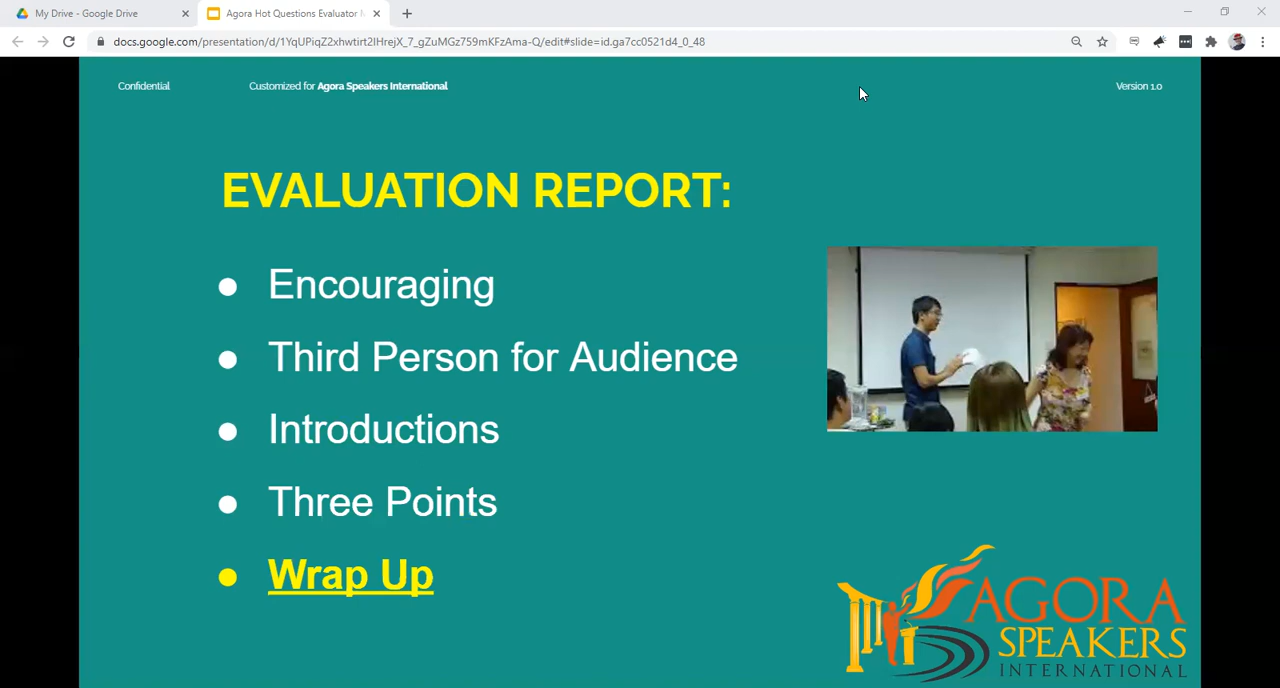 My Drive - Google Drive
Agora Hot Questions Evaluator
docs.google.com/presentation/d/1YqUPiqZ2xhwtirt2IHrejX_7_gZuMGz759mKFzAma-Q/edit#slide=id.ga7cc0521d4_0_48
Confidential
Customized for Agora Speakers International
Version 1.0
EVALUATION REPORT:
● Encouraging
● Third Person for Audience
● Introductions
● Three Points
● Wrap Up
AGORA
SPEAKERS
INTERNATIONAL